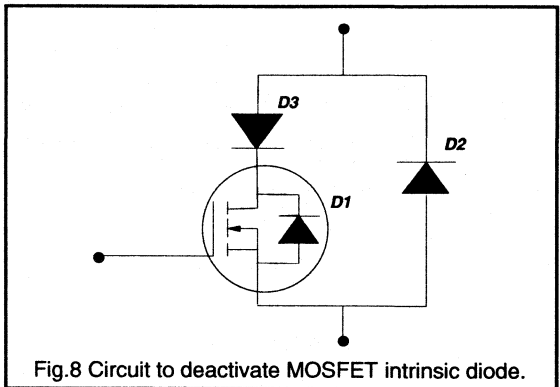 D3
D2
D1
Fig.8 Circuit to deactivate MOSFET intrinsic diode.